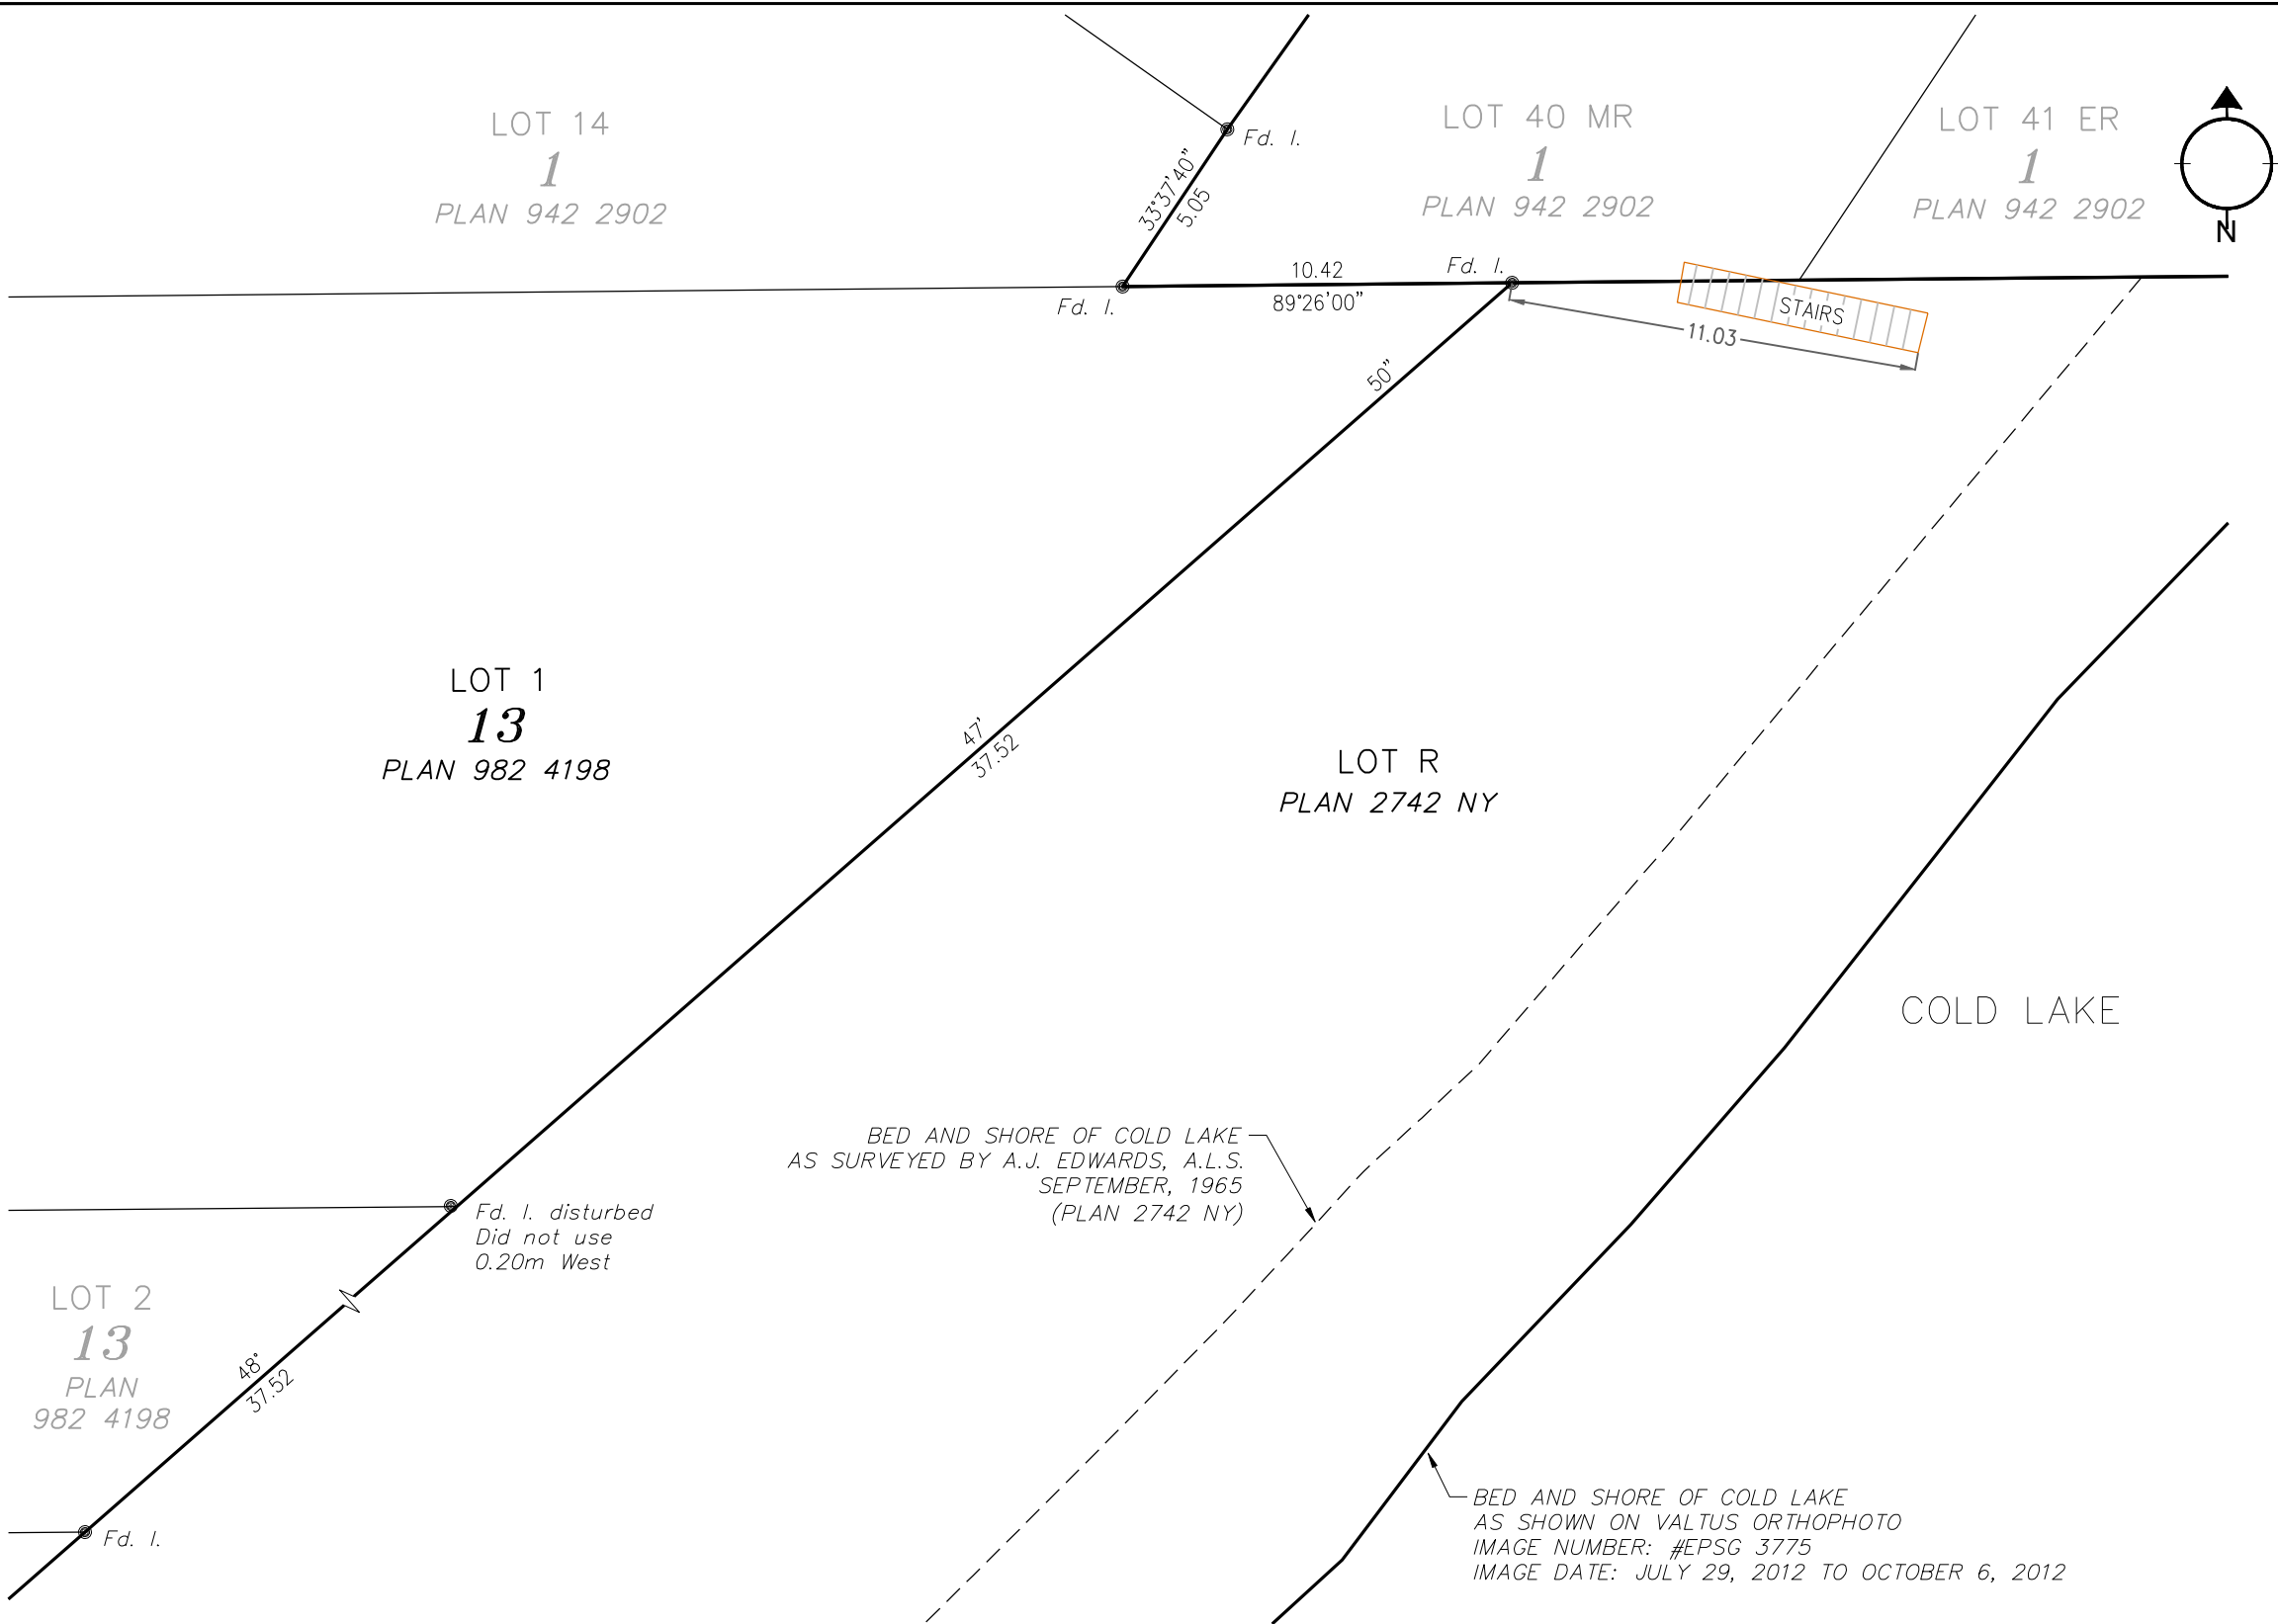 LOT 14
1
PLAN 942 2902
Fd. I.
33°37'40"
5.05
LOT 40 MR
1
PLAN 942 2902
LOT 41 ER
1
PLAN 942 2902
N
Fd. I.
10.42
89°26'00"
Fd. I.
STAIRS
11.03
50"
47'
37.52
LOT 1
13
PLAN 982 4198
LOT R
PLAN 2742 NY
COLD LAKE
BED AND SHORE OF COLD LAKE
AS SURVEYED BY A.J. EDWARDS, A.L.S.
SEPTEMBER, 1965
(PLAN 2742 NY)
Fd. I. disturbed
Did not use
0.20m West
LOT 2
13
PLAN
982 4198
48°
37.52
Fd. I.
BED AND SHORE OF COLD LAKE
AS SHOWN ON VALTUS ORTHOPHOTO
IMAGE NUMBER: #EPSG 3775
IMAGE DATE: JULY 29, 2012 TO OCTOBER 6, 2012